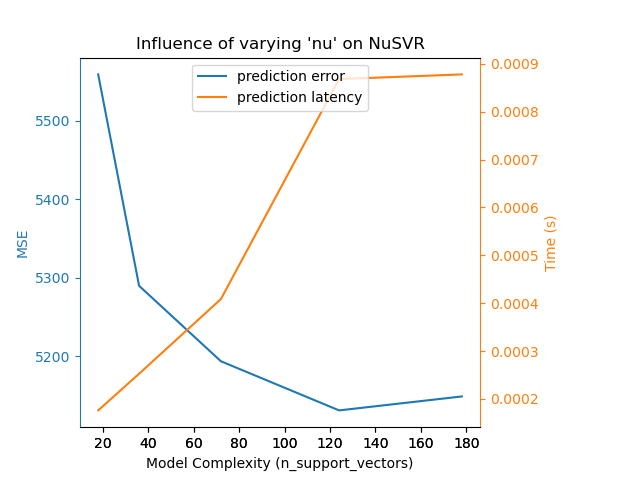 Influence of varying 'nu' on NuSVR
prediction error
prediction latency
5500
5400
5300
5200
MSE
0.0009
0.0008
0.0007
0.0006
0.0005
0.0004
0.0003
0.0002
Time (s)
20 40 60 80 100 120 140 160 180
Model Complexity (n_support_vectors)